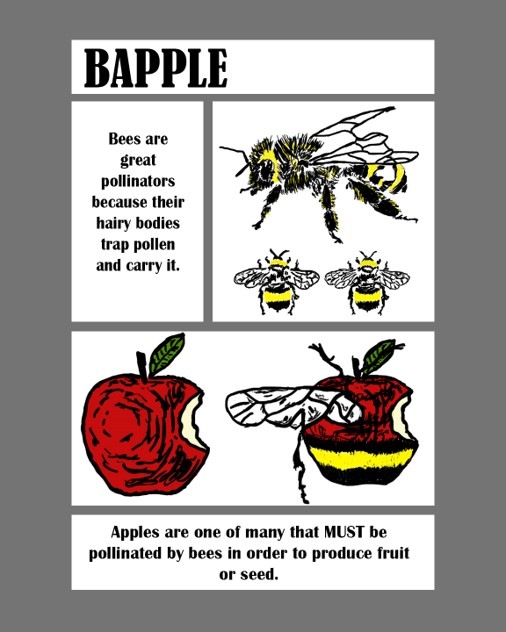 BAPPLE
Bees are
great
pollinators
because their
hairy bodies
trap pollen
and carry it.
Apples are one of many that MUST be
pollinated by bees in order to produce fruit
or seed.